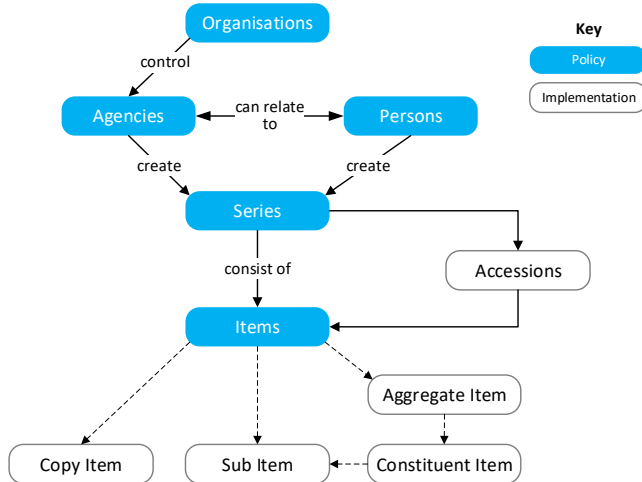 Organisations
Key
control
Policy
Implementation
Agencies
can relate
to
Persons
create
create
Series
consist of
Accessions
Items
Aggregate Item
Copy Item
Sub Item
Constituent Item